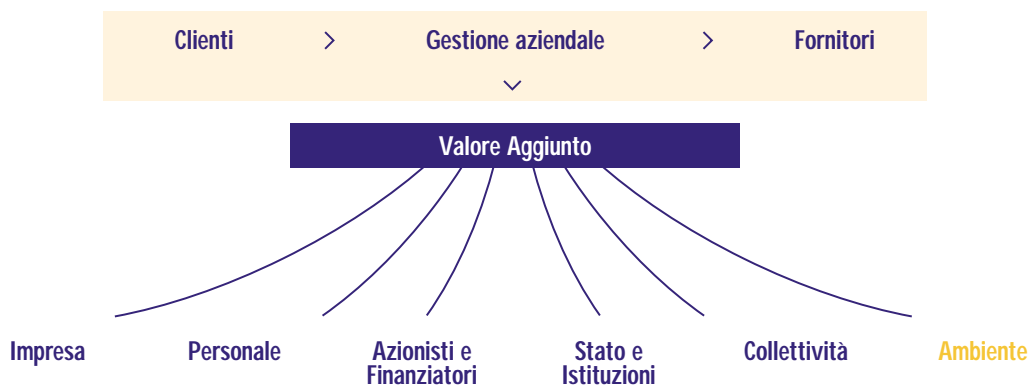 Clienti > Gestione aziendale > Fornitori
Valore Aggiunto
Impresa Personale Azionisti e Finanziatori Stato e Istituzioni Collettività Ambiente